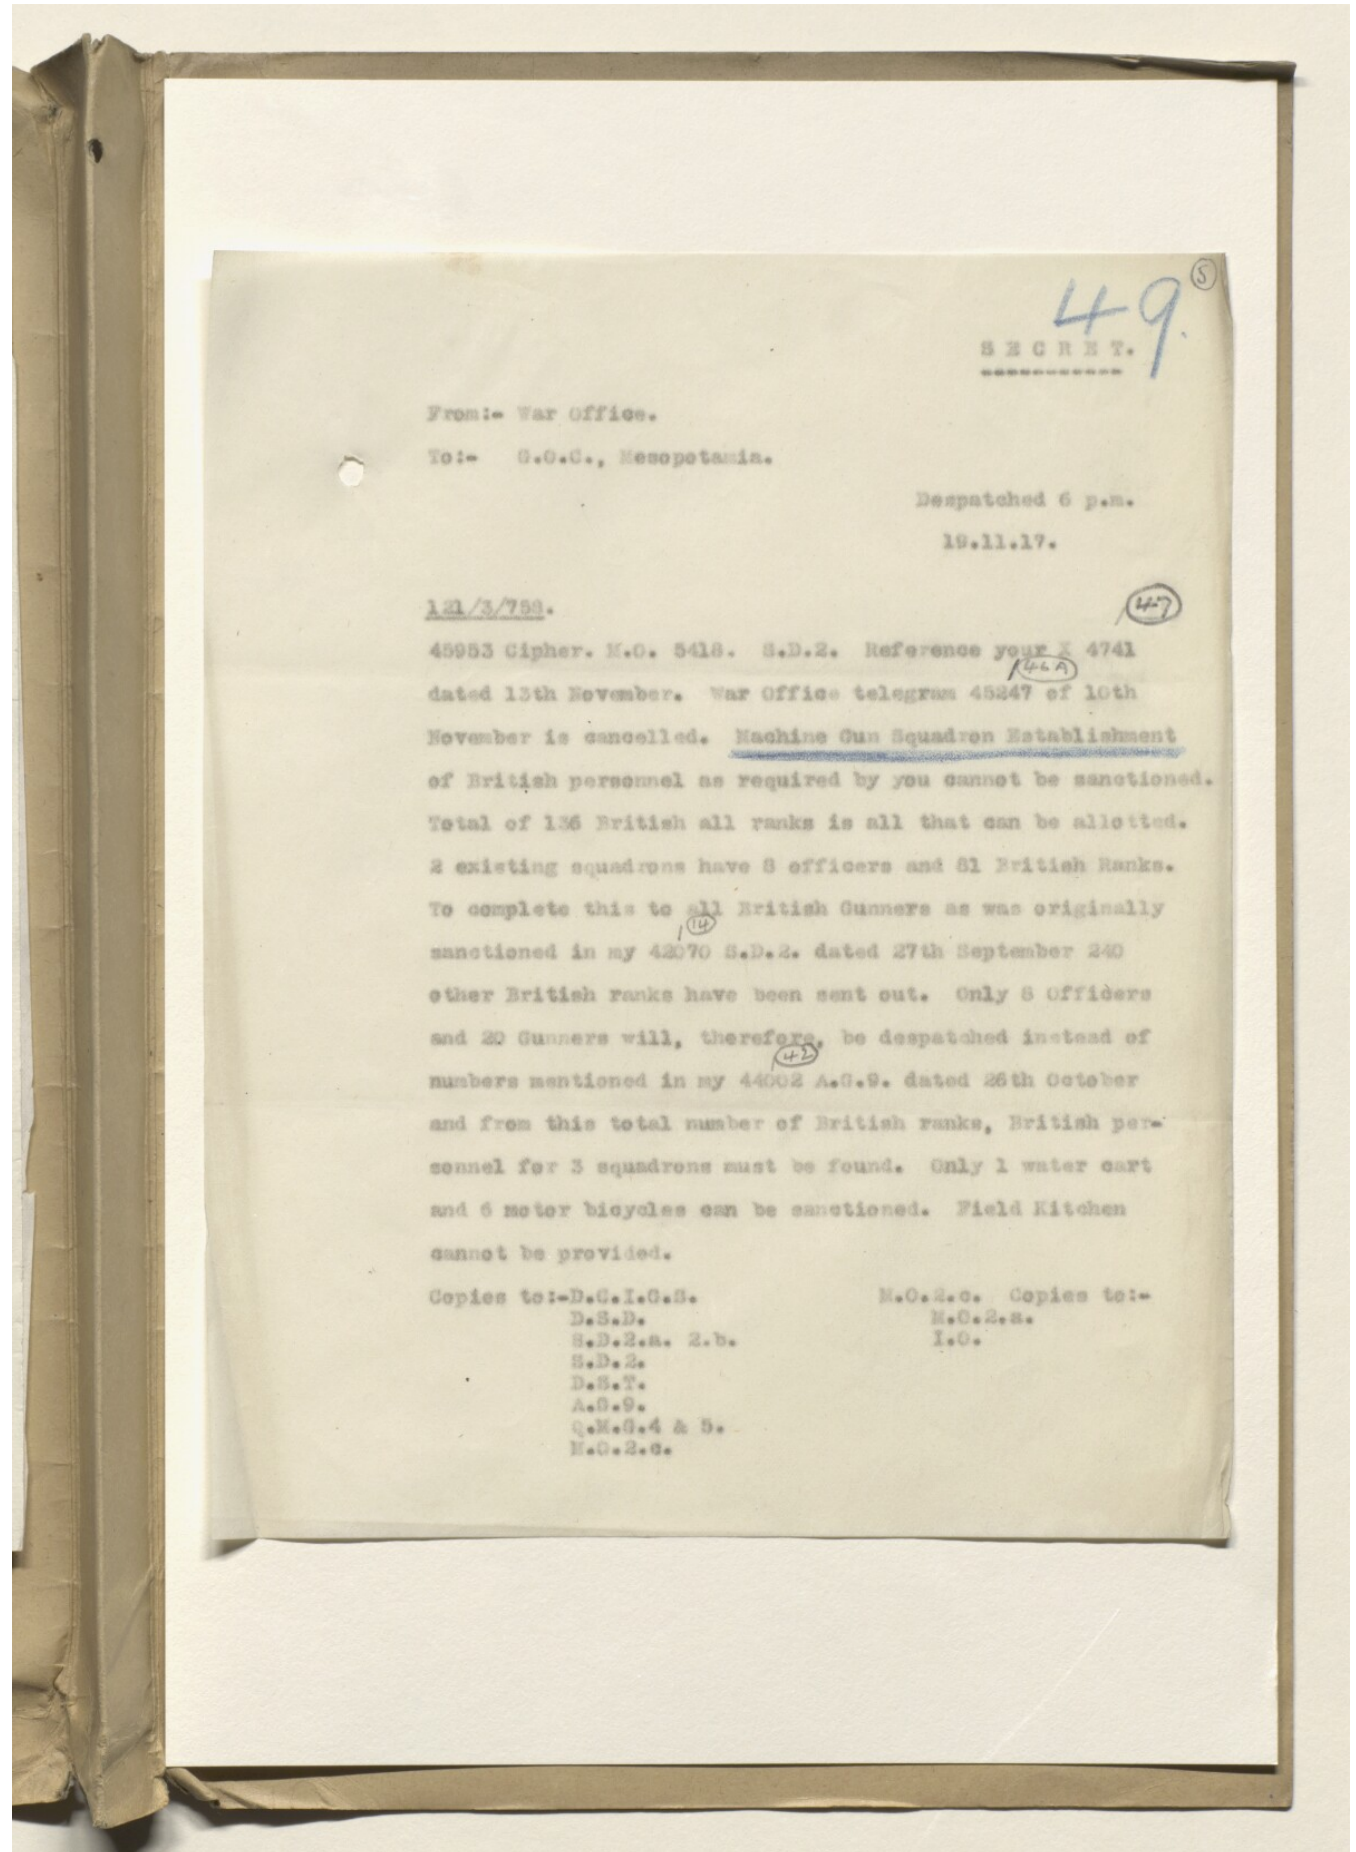 5
49.
SECRET.
From:- War Office.
To:- G.O.C., Mesopotamia.
Despatched 6 p.m.
19.11.17.
121/3/758.
47
45953 Cipher. M.O. 5418. S.D.2. Reference your X 4741
46A
dated 13th November. War Office telegram 45247 of 10th
November is cancelled. Machine Gun Squadron Establishment
of British personnel as required by you cannot be sanctioned.
Total of 136 British all ranks is all that can be allotted.
2 existing squadrons have 8 officers and 81 British Ranks.
To complete this to all British Gunners as was originally
14
sanctioned in my 42070 S.D.2. dated 27th September 240
other British ranks have been sent out. Only 8 Officers
and 20 Gunners will, therefore, be despatched instead of
42
numbers mentioned in my 44002 A.G.9. dated 26th October
and from this total number of British ranks, British per-
sonnel for 3 squadrons must be found. Only 1 water cart
and 6 motor bicycles can be sanctioned. Field Kitchen
cannot be provided.
Copies to:-D.C.I.G.S. M.O.2.c. Copies to:-
D.S.D. M.O.2.a.
S.D.2.a. 2.b. I.O.
S.D.2.
D.S.T.
A.G.9.
Q.M.G.4 & 5.
M.O.2.c.